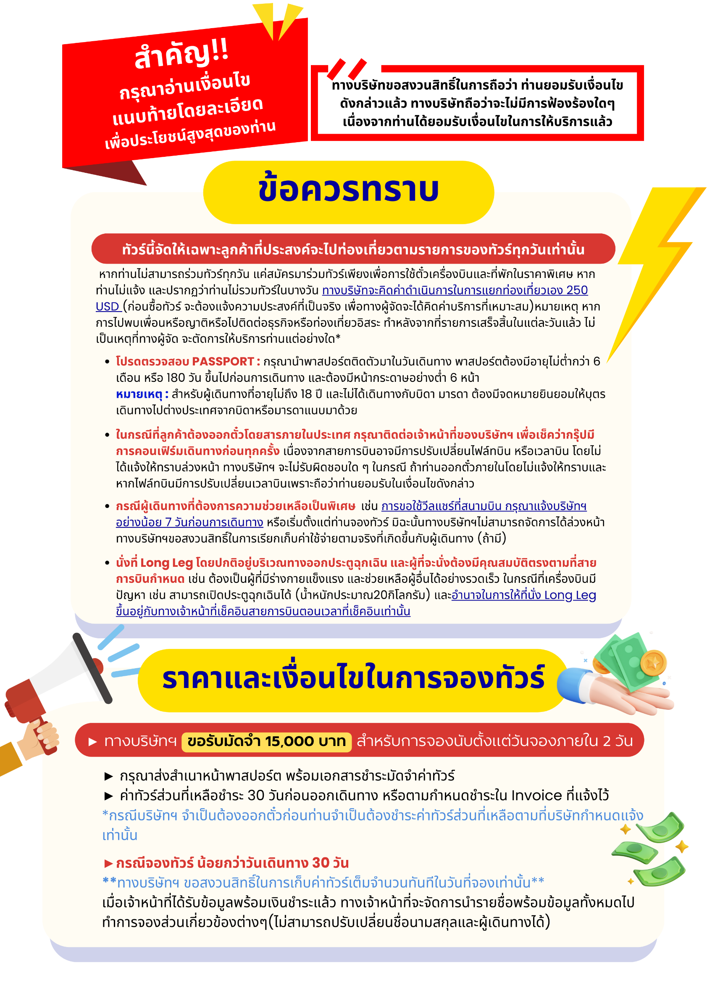 สำคัญ!!
กรุณาอ่านเงื่อนไข
แนบท้ายโดยละเอียด
เพื่อประโยชน์สูงสุดของท่าน
ทางบริษัทขอสงวนสิทธิ์ในการถือว่า ท่านยอมรับเงื่อนไข
ดังกล่าวแล้ว ทางบริษัทถือว่าจะไม่มีการฟ้องร้องใดๆ
เนื่องจากท่านได้ยอมรับเงื่อนไขในการให้บริการแล้ว
ข้อควรทราบ
ทัวร์นี้จัดให้เฉพาะลูกค้าที่ประสงค์จะไปท่องเที่ยวตามรายการของทัวร์ทุกวันเท่านั้น
หากท่านไม่สามารถร่วมทัวร์ทุกวัน แค่สมัครมาร่วมทัวร์เพียงเพื่อการใช้ตั๋วเครื่องบินและที่พักในราคาพิเศษ หาก
ท่านไม่แจ้ง และปรากฏว่าท่านไม่รวมทัวร์ในบางวัน ทางบริษัทจะคิดค่าดำเนินการในการแยกท่องเที่ยวเอง 250
USD (ก่อนซื้อทัวร์ จะต้องแจ้งความประสงค์ที่เป็นจริง เพื่อทางผู้จัดจะได้คิดค่าบริการที่เหมาะสม)หมายเหตุ หาก
การไปพบเพื่อนหรือญาติหรือไปติดต่อธุรกิจหรือท่องเที่ยวอิสระ ทำหลังจากที่รายการเสร็จสิ้นในแต่ละวันแล้ว ไม่
เป็นเหตุที่ทางผู้จัด จะตัดการให้บริการท่านแต่อย่างใด*
• โปรดตรวจสอบ PASSPORT : กรุณานำพาสปอร์ตติดตัวมาในวันเดินทาง พาสปอร์ตต้องมีอายุไม่ต่ำกว่า 6
เดือน หรือ 180 วัน ขึ้นไปก่อนการเดินทาง และต้องมีหน้ากระดาษอย่างต่ำ 6 หน้า
หมายเหตุ : สำหรับผู้เดินทางที่อายุไม่ถึง 18 ปี และไม่ได้เดินทางกับบิดา มารดา ต้องมีจดหมายยินยอมให้บุตร
เดินทางไปต่างประเทศจากบิดาหรือมารดาแนบมาด้วย
• ในกรณีที่ลูกค้าต้องออกตั๋วโดยสารภายในประเทศ กรุณาติดต่อเจ้าหน้าที่ของบริษัทฯ เพื่อเช็คว่ากรุ๊ปมี
การคอนเฟิร์มเดินทางก่อนทุกครั้ง เนื่องจากสายการบินอาจมีการปรับเปลี่ยนไฟล์ทบิน หรือเวลาบิน โดยไม่
ได้แจ้งให้ทราบล่วงหน้า ทางบริษัทฯ จะไม่รับผิดชอบใด ๆ ในกรณี ถ้าท่านออกตั๋วภายในโดยไม่แจ้งให้ทราบและ
หากไฟล์ทบินมีการปรับเปลี่ยนเวลาบินเพราะถือว่าท่านยอมรับในเงื่อนไขดังกล่าว
• กรณีผู้เดินทางที่ต้องการความช่วยเหลือเป็นพิเศษ เช่น การขอใช้วีลแชร์ที่สนามบิน กรุณาแจ้งบริษัทฯ
อย่างน้อย 7 วันก่อนการเดินทาง หรือเริ่มตั้งแต่ท่านจองทัวร์ มิฉะนั้นทางบริษัทฯไม่สามารถจัดการได้ล่วงหน้า
ทางบริษัทฯขอสงวนสิทธิ์ในการเรียกเก็บค่าใช้จ่ายตามจริงที่เกิดขึ้นกับผู้เดินทาง (ถ้ามี)
• นั่งที่ Long Leg โดยปกติอยู่บริเวณทางออกประตูฉุกเฉิน และผู้ที่จะนั่งต้องมีคุณสมบัติตรงตามที่สาย
การบินกำหนด เช่น ต้องเป็นผู้ที่มีร่างกายแข็งแรง และช่วยเหลือผู้อื่นได้อย่างรวดเร็ว ในกรณีที่เครื่องบินมี
ปัญหา เช่น สามารถเปิดประตูฉุกเฉินได้ (น้ำหนักประมาณ20กิโลกรัม) และอำนาจในการให้ที่นั่ง Long Leg
ขึ้นอยู่กับทางเจ้าหน้าที่เช็คอินสายการบินตอนเวลาที่เช็คอินเท่านั้น
ราคาและเงื่อนไขในการจองทัวร์
► ทางบริษัทฯ ขอรับมัดจำ 15,000 บาท สำหรับการจองนับตั้งแต่วันจองภายใน 2 วัน
► กรุณาส่งสำเนาหน้าพาสปอร์ต พร้อมเอกสารชำระมัดจำค่าทัวร์
► ค่าทัวร์ส่วนที่เหลือชำระ 30 วันก่อนออกเดินทาง หรือตามกำหนดชำระใน Invoice ที่แจ้งไว้
*กรณีบริษัทฯ จำเป็นต้องออกตั๋วก่อนท่านจำเป็นต้องชำระค่าทัวร์ส่วนที่เหลือตามที่บริษัทกำหนดแจ้ง
เท่านั้น
►กรณีจองทัวร์ น้อยกว่าวันเดินทาง 30 วัน
**ทางบริษัทฯ ขอสงวนสิทธิ์ในการเก็บค่าทัวร์เต็มจำนวนทันทีในวันที่จองเท่านั้น**
เมื่อเจ้าหน้าที่ได้รับข้อมูลพร้อมเงินชำระแล้ว ทางเจ้าหน้าที่จะจัดการนำรายชื่อพร้อมข้อมูลทั้งหมดไป
ทำการจองส่วนเกี่ยวข้องต่างๆ(ไม่สามารถปรับเปลี่ยนชื่อนามสกุลและผู้เดินทางได้)